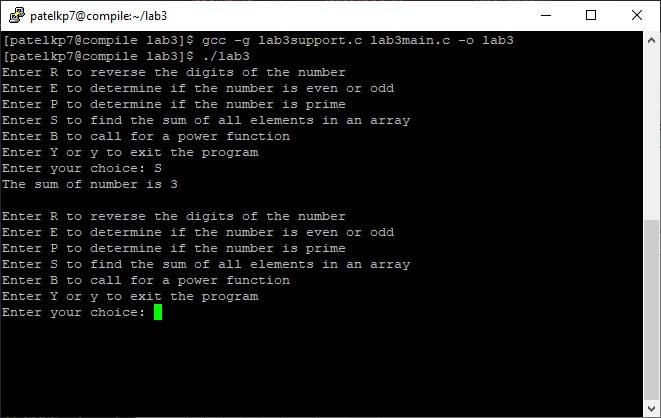 patelkp7@compile:~/lab3
[patelkp7@compile lab3]$ gcc -g lab3support.c lab3main.c -o lab3
[patelkp7@compile lab3]$ ./lab3
Enter R to reverse the digits of the number
Enter E to determine if the number is even or odd
Enter P to determine if the number is prime
Enter S to find the sum of all elements in an array
Enter B to call for a power function
Enter Y or y to exit the program
Enter your choice: S
The sum of number is 3
Enter R to reverse the digits of the number
Enter E to determine if the number is even or odd
Enter P to determine if the number is prime
Enter S to find the sum of all elements in an array
Enter B to call for a power function
Enter Y or y to exit the program
Enter your choice: